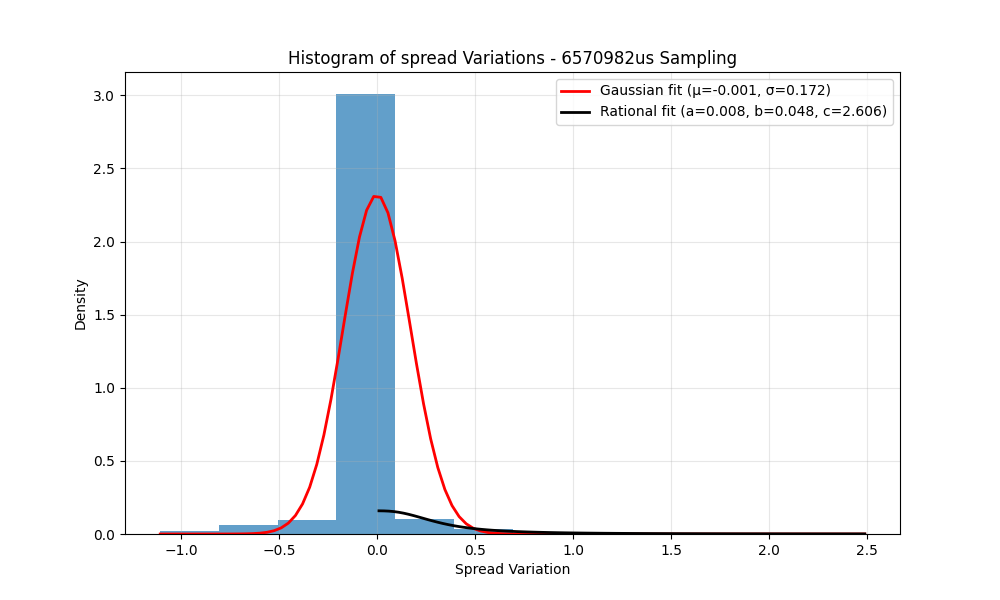 Histogram of spread Variations - 6570982us Sampling
Gaussian fit (μ=-0.001, σ=0.172)
Rational fit (a=0.008, b=0.048, c=2.606)
Density
3.0
2.5
2.0
1.5
1.0
0.5
0.0
−1.0 −0.5 0.0 0.5 1.0 1.5 2.0 2.5
Spread Variation